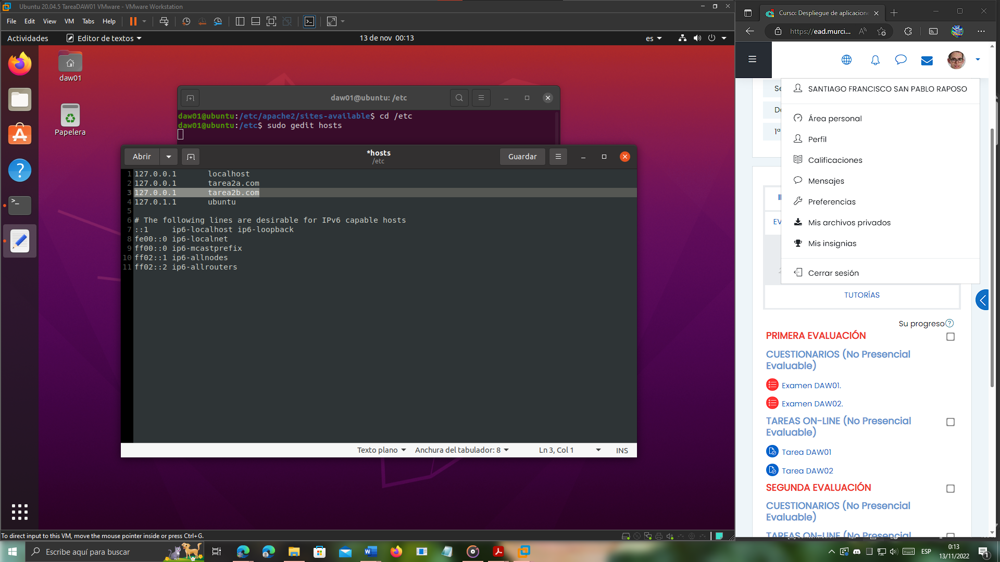 Ubuntu 20.04.5 TareaDAW01 VMware - VMware Workstation
File Edit View VM Tabs Help
Actividades
Editor de textos
13 de nov 00:13
es
daw01
Papelera
daw01@ubuntu: /etc
daw01@ubuntu:/etc/apache2/sites-available$ cd /etc
daw01@ubuntu:/etc$ sudo gedit hosts
Abrir
*hosts
/etc
Guardar
1 127.0.0.1 localhost
2 127.0.0.1 tarea2a.com
3 127.0.0.1 tarea2b.com
4 127.0.1.1 ubuntu
5
6 # The following lines are desirable for IPv6 capable hosts
7 ::1 ip6-localhost ip6-loopback
8 fe00::0 ip6-localnet
9 ff00::0 ip6-mcastprefix
10 ff02::1 ip6-allnodes
11 ff02::2 ip6-allrouters
Texto plano
Anchura del tabulador: 8
Ln 3, Col 1
INS
To direct input to this VM, move the mouse pointer inside or press Ctrl+G.
Curso: Despliegue de aplicacione
https://ead.murci...
SANTIAGO FRANCISCO SAN PABLO RAPOSO
Área personal
Perfil
Calificaciones
Mensajes
Preferencias
Mis archivos privados
Mis insignias
Cerrar sesión
TUTORÍAS
Su progreso
PRIMERA EVALUACIÓN
CUESTIONARIOS (No Presencial
Evaluable)
Examen DAW01.
Examen DAW02.
TAREAS ON-LINE (No Presencial
Evaluable)
Tarea DAW01
Tarea DAW02
SEGUNDA EVALUACIÓN
CUESTIONARIOS (No Presencial
Evaluable)
TAREAS ON-LINE (No Presencial
Escribe aquí para buscar
ESP
0:13
13/11/2022
1